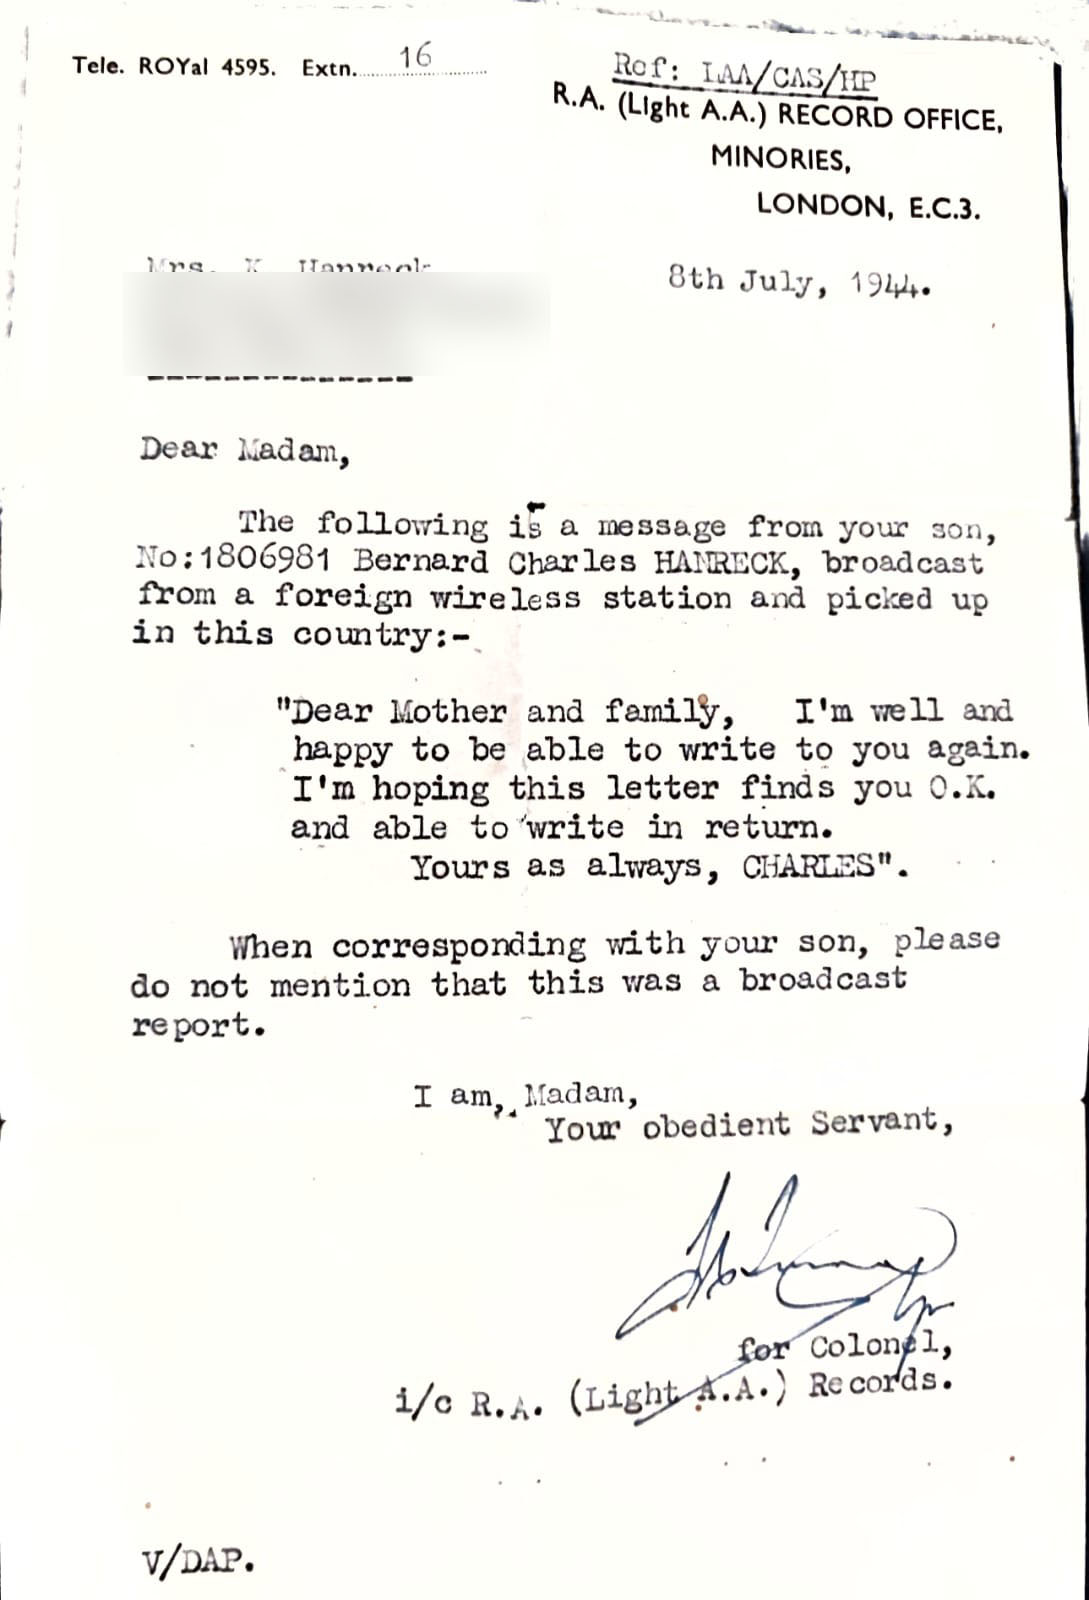 Tele. ROYal 4595. Extn. 16
Ref: LAA/CAS/HP
R.A. (Light A.A.) RECORD OFFICE,
MINORIES,
LONDON, E.C.3.
Mrs. K. Hanreck
8th July, 1944.
Dear Madam,
The following is a message from your son,
No:1806981 Bernard Charles HANRECK, broadcast
from a foreign wireless station and picked up
in this country:-
"Dear Mother and family, I'm well and
happy to be able to write to you again.
I'm hoping this letter finds you O.K.
and able to write in return.
Yours as always, CHARLES".
When corresponding with your son, please
do not mention that this was a broadcast
report.
I am, Madam,
Your obedient Servant,
for Colonel,
i/c R.A. (Light A.A.) Records.
V/DAP.